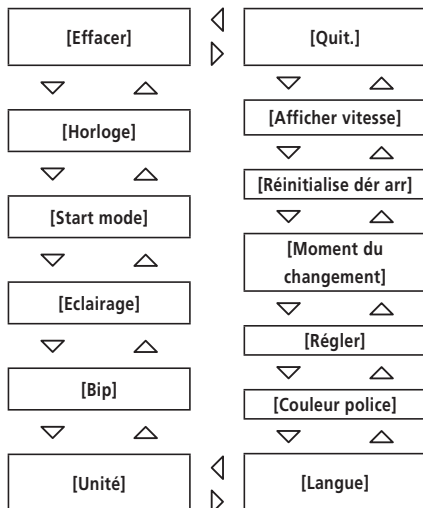 [Effacer]
[Horloge]
[Start mode]
[Eclairage]
[Bip]
[Unité]
[Quit.]
[Afficher vitesse]
[Réinitialise dér arr]
[Moment du
changement]
[Régler]
[Couleur police]
[Langue]